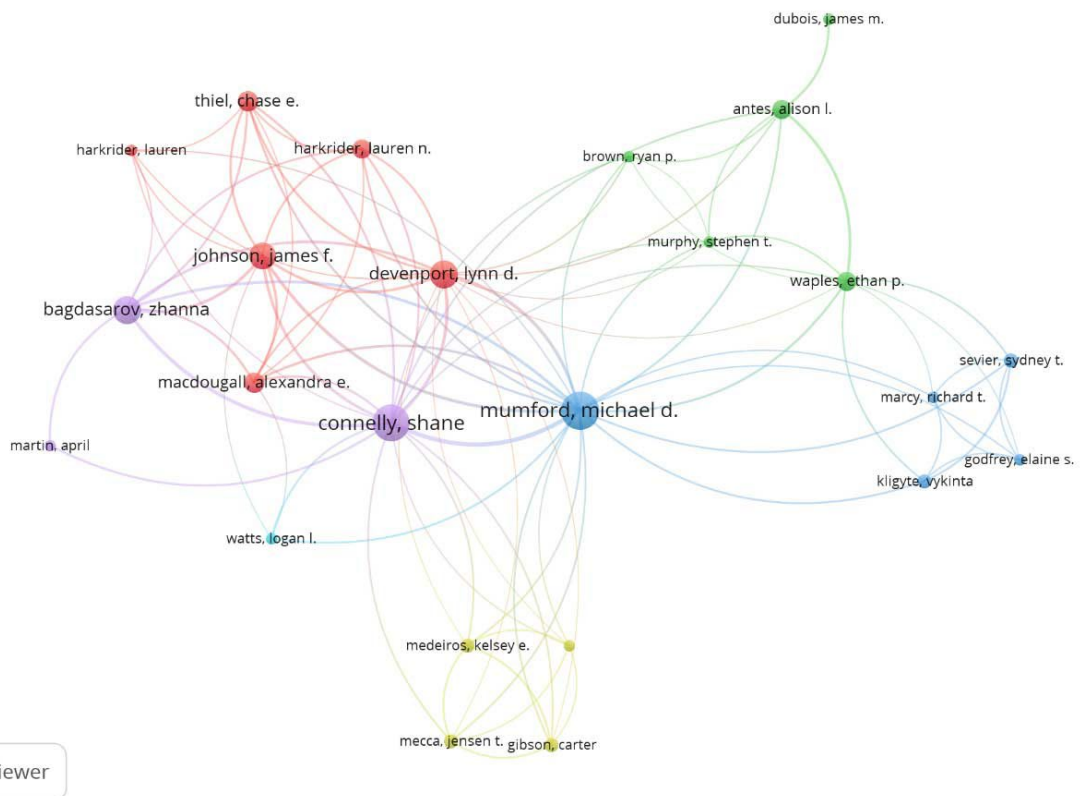 dubois, james m.
thiel, chase e.
antes, alison l.
harkrider, lauren
harkrider, lauren n.
brown, ryan p.
murphy, stephen t.
johnson, james f.
devenport, lynn d.
waples, ethan p.
bagdasarov, zhanna
sevier, sydney t.
macdougall, alexandra e.
marcy, richard t.
connelly, shane
mumford, michael d.
martin, april
godfrey, elaine s.
kligyte, vykinta
watts, logan l.
medeiros, kelsey e.
mecca, jensen t.
gibson, carter
iewer